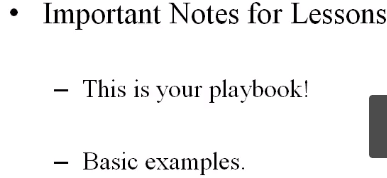 • Important Notes for Lessons
– This is your playbook!
– Basic examples.